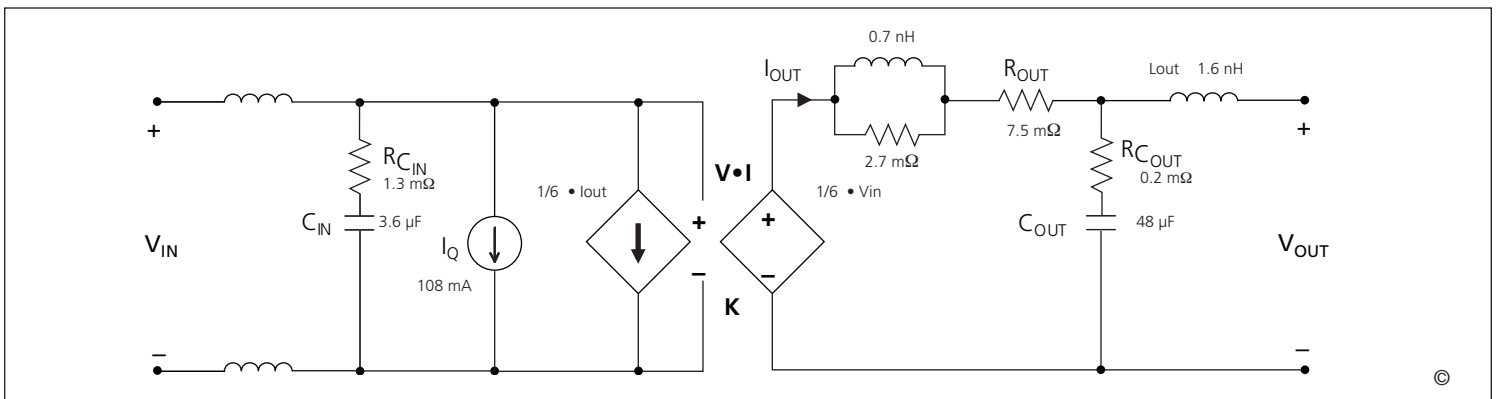 0.7 nH
I_OUT
R_OUT
Lout 1.6 nH
+
7.5 mΩ
+
R_C_IN
1.3 mΩ
2.7 mΩ
V•I
R_C_OUT
0.2 mΩ
1/6 • Iout
1/6 • Vin
C_IN
3.6 µF
+
+
C_OUT
48 µF
V_IN
I_Q
V_OUT
108 mA
–
–
K
–
–
©